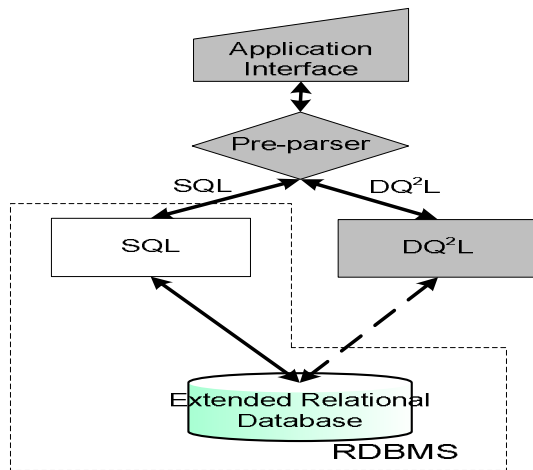 Application
Interface
Pre-parser
SQL
DQ²L
SQL
DQ²L
Extended Relational
Database
RDBMS